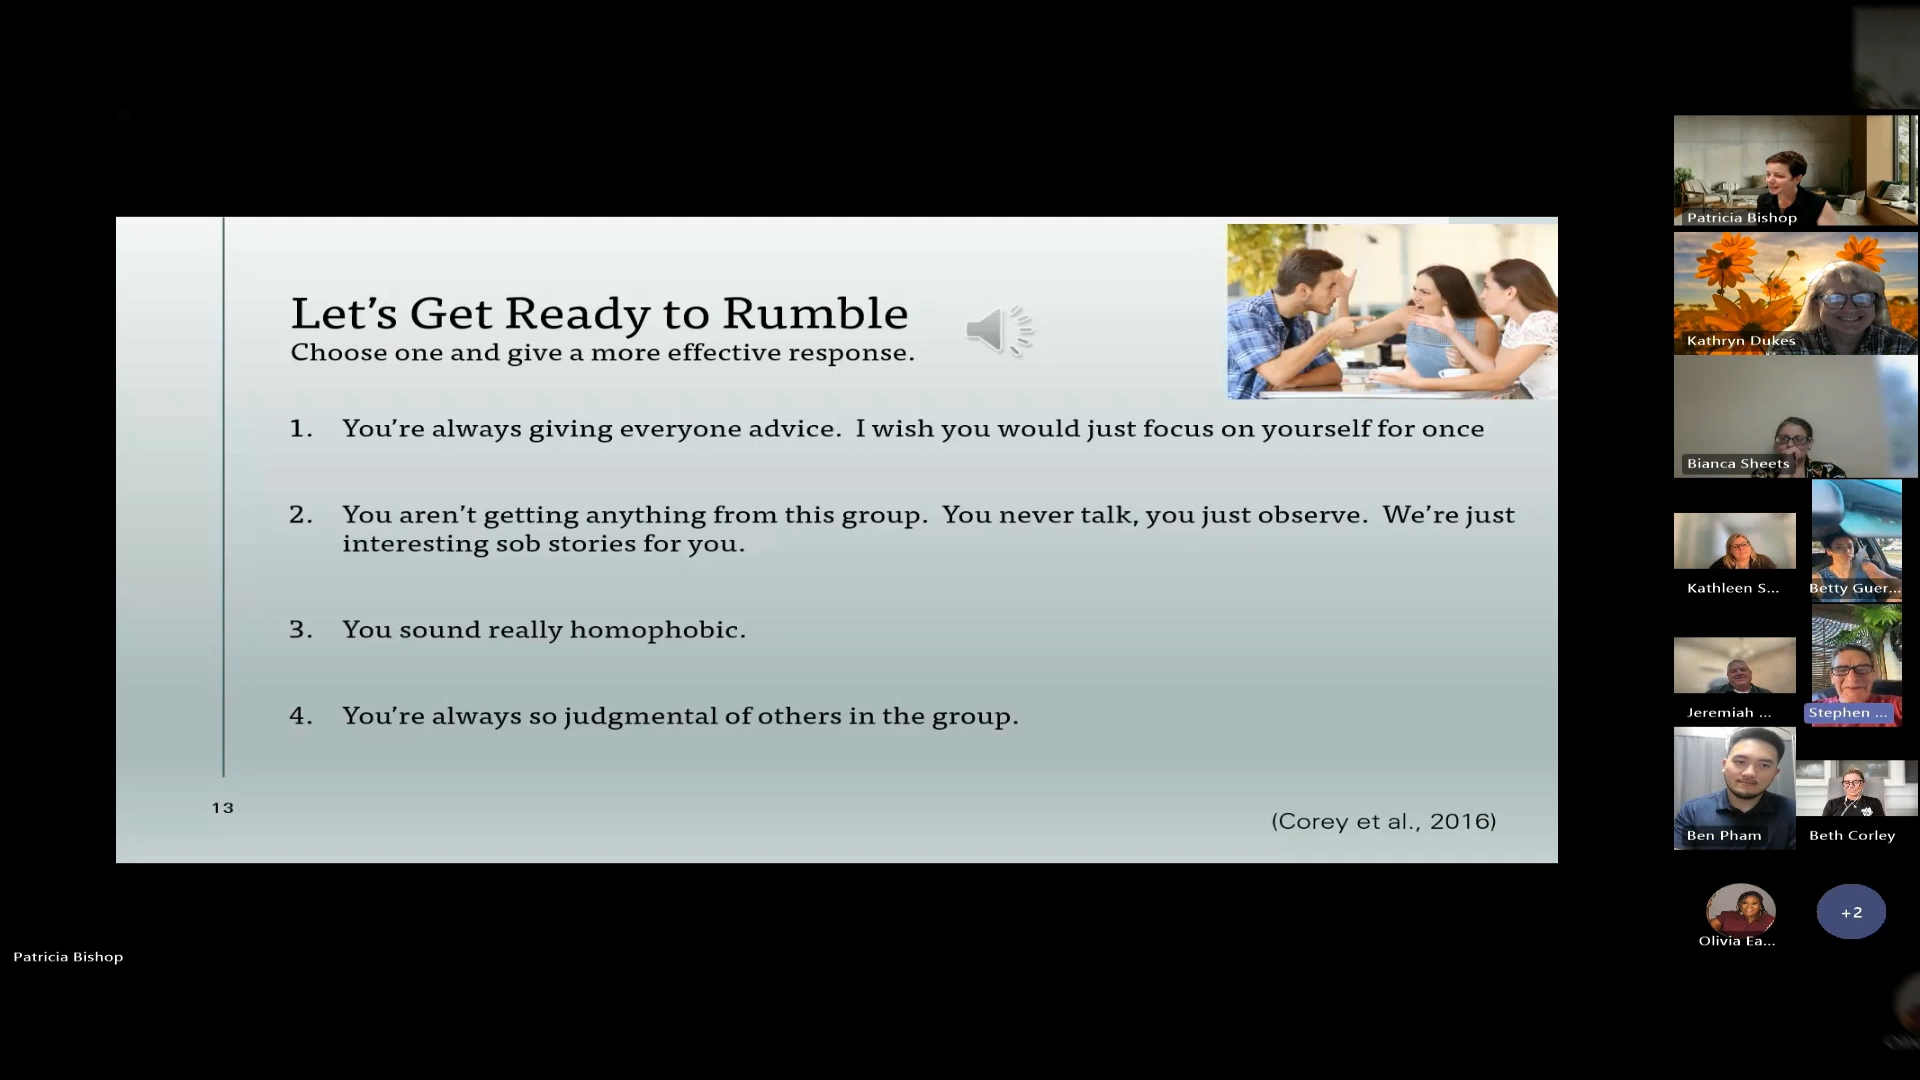 Let's Get Ready to Rumble
Choose one and give a more effective response.
1. You're always giving everyone advice. I wish you would just focus on yourself for once
2. You aren't getting anything from this group. You never talk, you just observe. We're just
interesting sob stories for you.
3. You sound really homophobic.
4. You're always so judgmental of others in the group.
13
(Corey et al., 2016)
Patricia Bishop
Patricia Bishop
Kathryn Dukes
Bianca Sheets
Kathleen S...
Betty Guer...
Jeremiah ...
Stephen ...
Ben Pham
Beth Corley
Olivia Ea...
+2